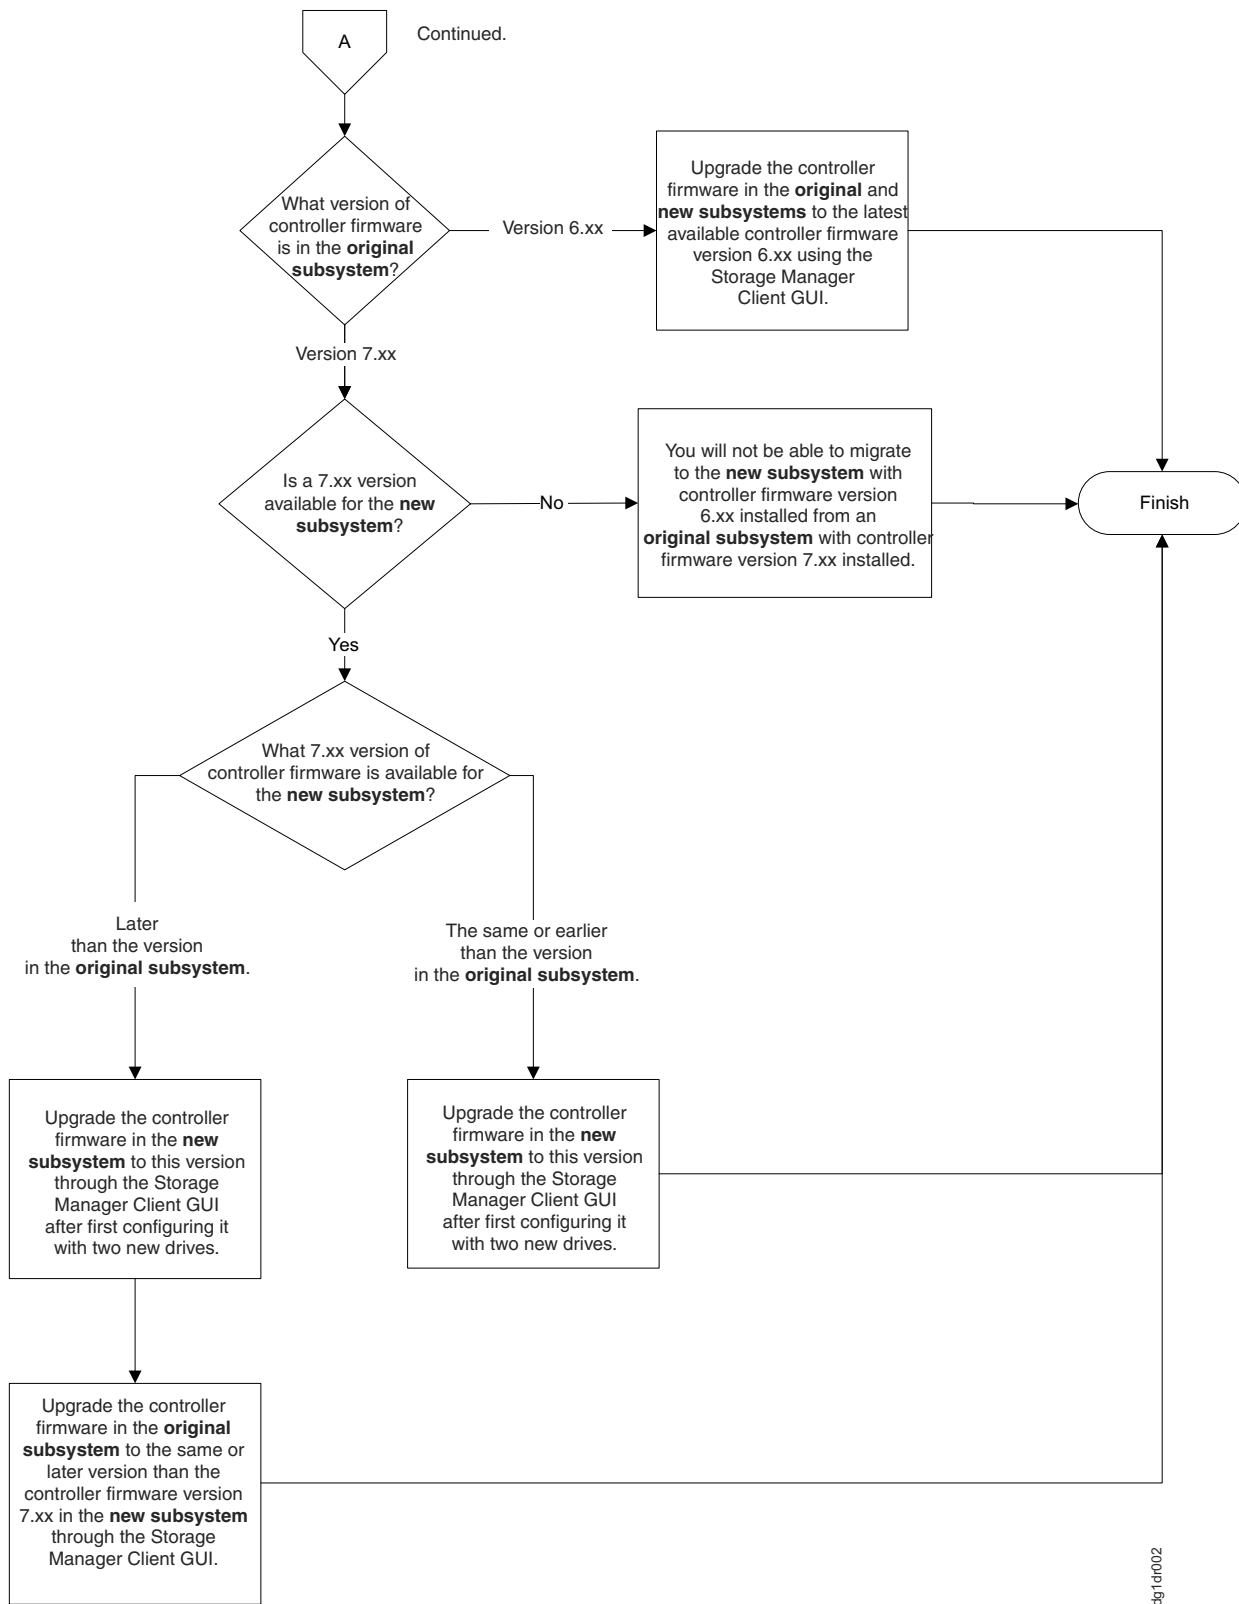 A
Continued.
What version of
controller firmware
is in the original
subsystem?
Version 6.xx
Upgrade the controller
firmware in the original and
new subsystems to the latest
available controller firmware
version 6.xx using the
Storage Manager
Client GUI.
Version 7.xx
Is a 7.xx version
available for the new
subsystem?
No
You will not be able to migrate
to the new subsystem with
controller firmware version
6.xx installed from an
original subsystem with controller
firmware version 7.xx installed.
Finish
Yes
What 7.xx version of
controller firmware is available for
the new subsystem?
Later
than the version
in the original subsystem.
The same or earlier
than the version
in the original subsystem.
Upgrade the controller
firmware in the new
subsystem to this version
through the Storage
Manager Client GUI
after first configuring it
with two new drives.
Upgrade the controller
firmware in the new
subsystem to this version
through the Storage
Manager Client GUI
after first configuring it
with two new drives.
Upgrade the controller
firmware in the original
subsystem to the same or
later version than the
controller firmware version
7.xx in the new subsystem
through the Storage
Manager Client GUI.
dg1dr002